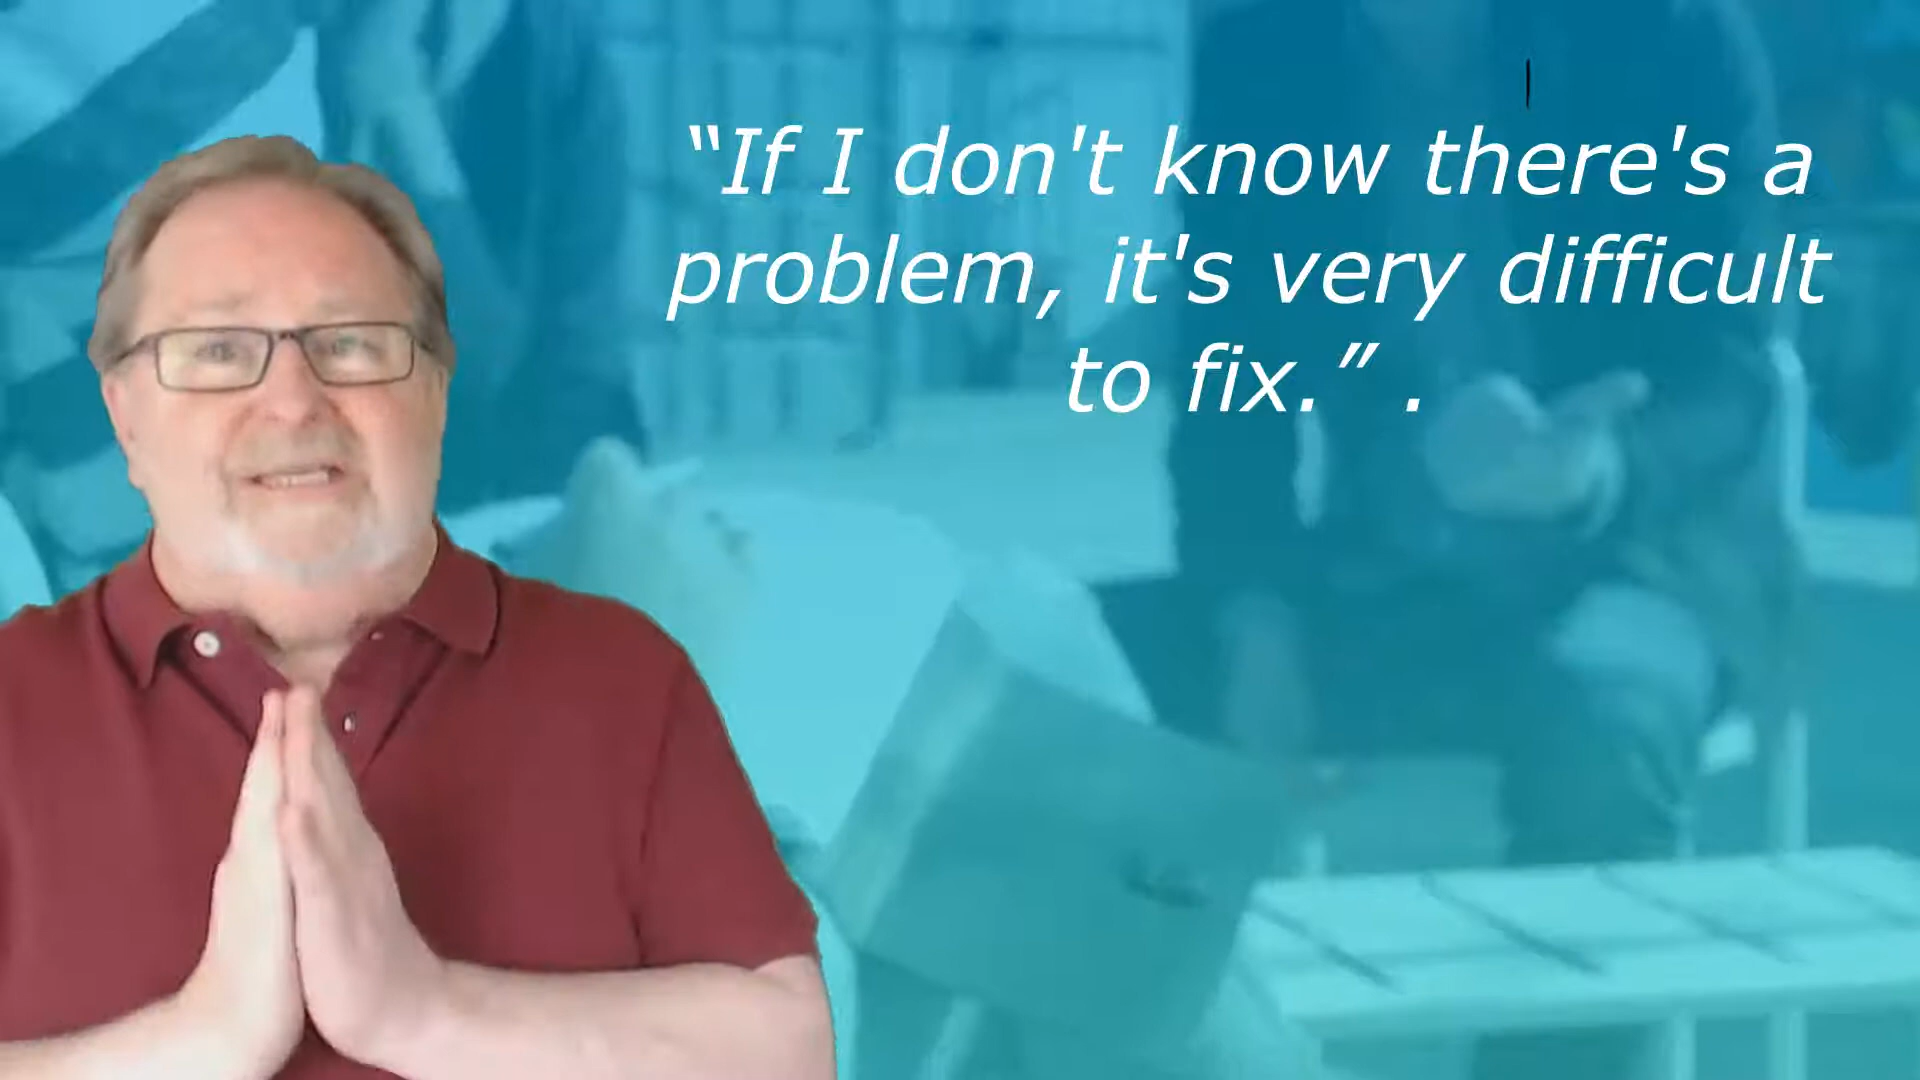 “If I don't know there's a
problem, it's very difficult
to fix.” .